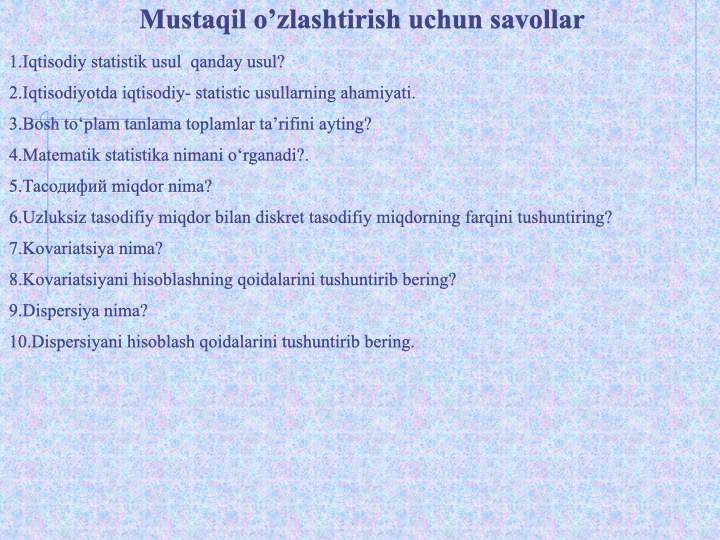 Mustaqil o’zlashtirish uchun savollar
1.Iqtisodiy statistik usul  qanday usul?
2.Iqtisodiyotda iqtisodiy- statistic usullarning ahamiyati.
3.Bosh to‘plam tanlama toplamlar ta’rifini ayting?
4.Matematik statistika nimani o‘rganadi?.
5.Тасодифий miqdor nima?
6.Uzluksiz tasodifiy miqdor bilan diskret tasodifiy miqdorning farqini tushuntiring?
7.Kovariatsiya nima?
8.Kovariatsiyani hisoblashning qoidalarini tushuntirib bering?
9.Dispersiya nima?
10.Dispersiyani hisoblash qoidalarini tushuntirib bering.